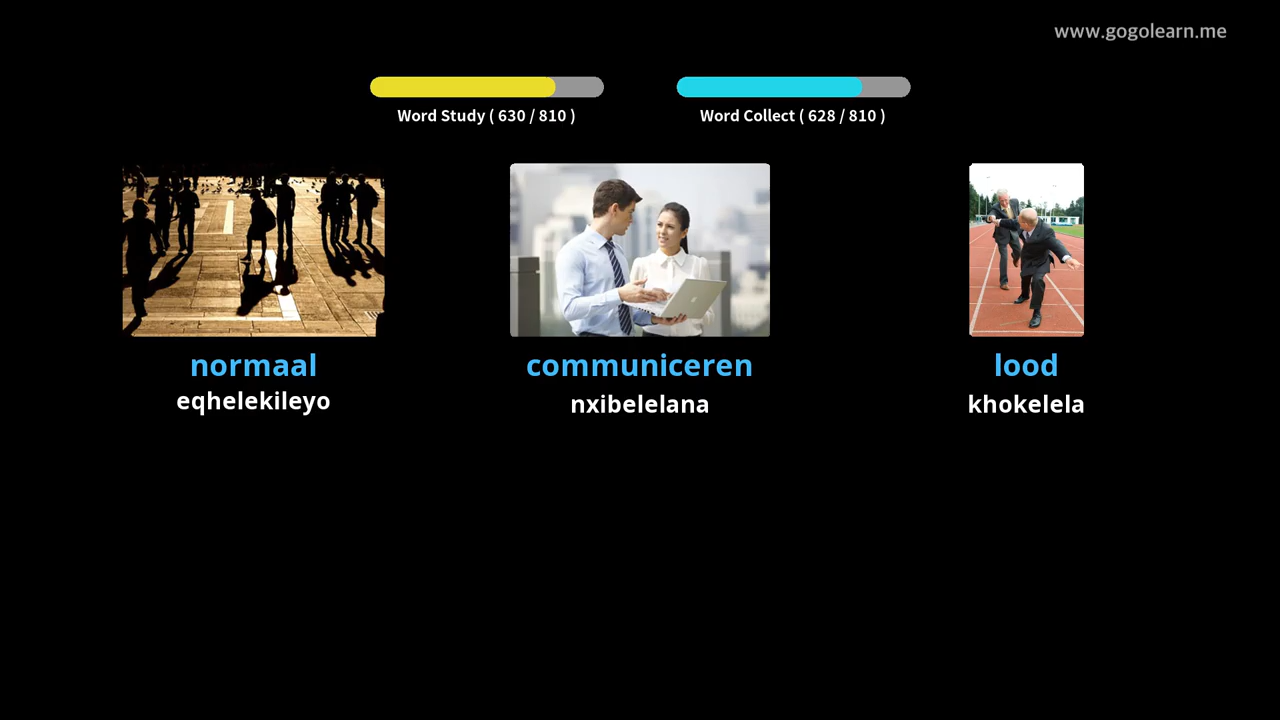 www.gogolearn.me
Word Study ( 630 / 810 )
Word Collect ( 628 / 810 )
normaal
eqhelekileyo
communiceren
nxibelelana
lood
khokelela